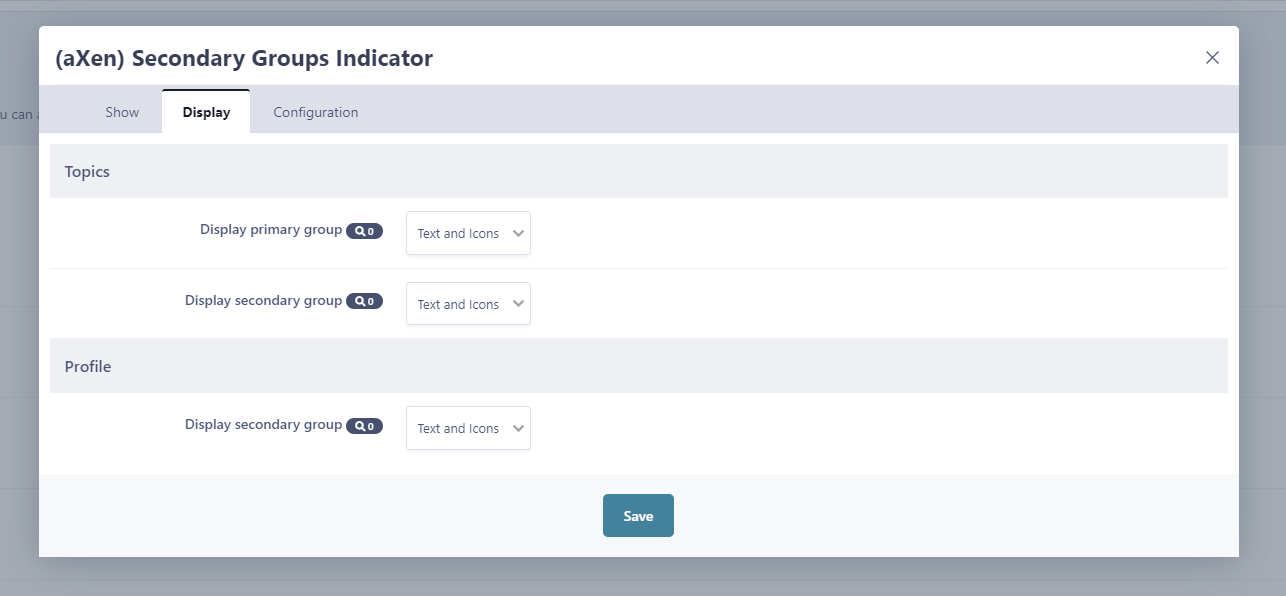 (aXen) Secondary Groups Indicator
u can
Show Display Configuration
Topics
Display primary group 0 Text and Icons
Display secondary group 0 Text and Icons
Profile
Display secondary group 0 Text and Icons
Save